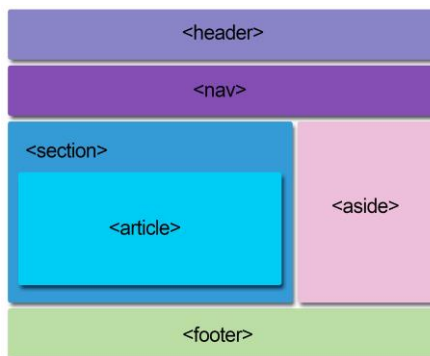 <header>
<nav>
<section>
<article>
<aside>
<footer>